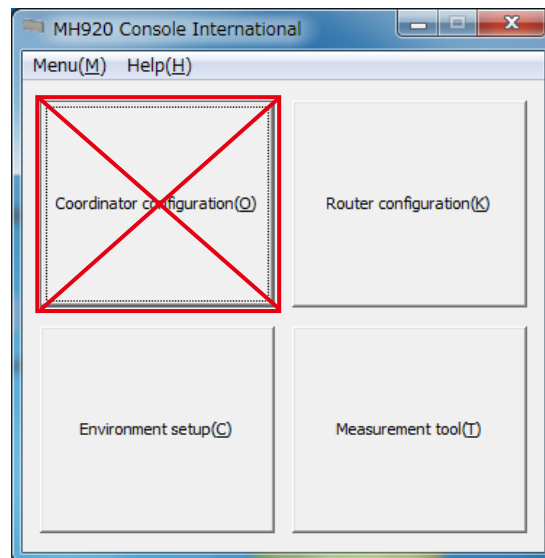 MH920 Console International
Menu(M) Help(H)
Coordinator configuration(O)
Router configuration(K)
Environment setup(C)
Measurement tool(T)